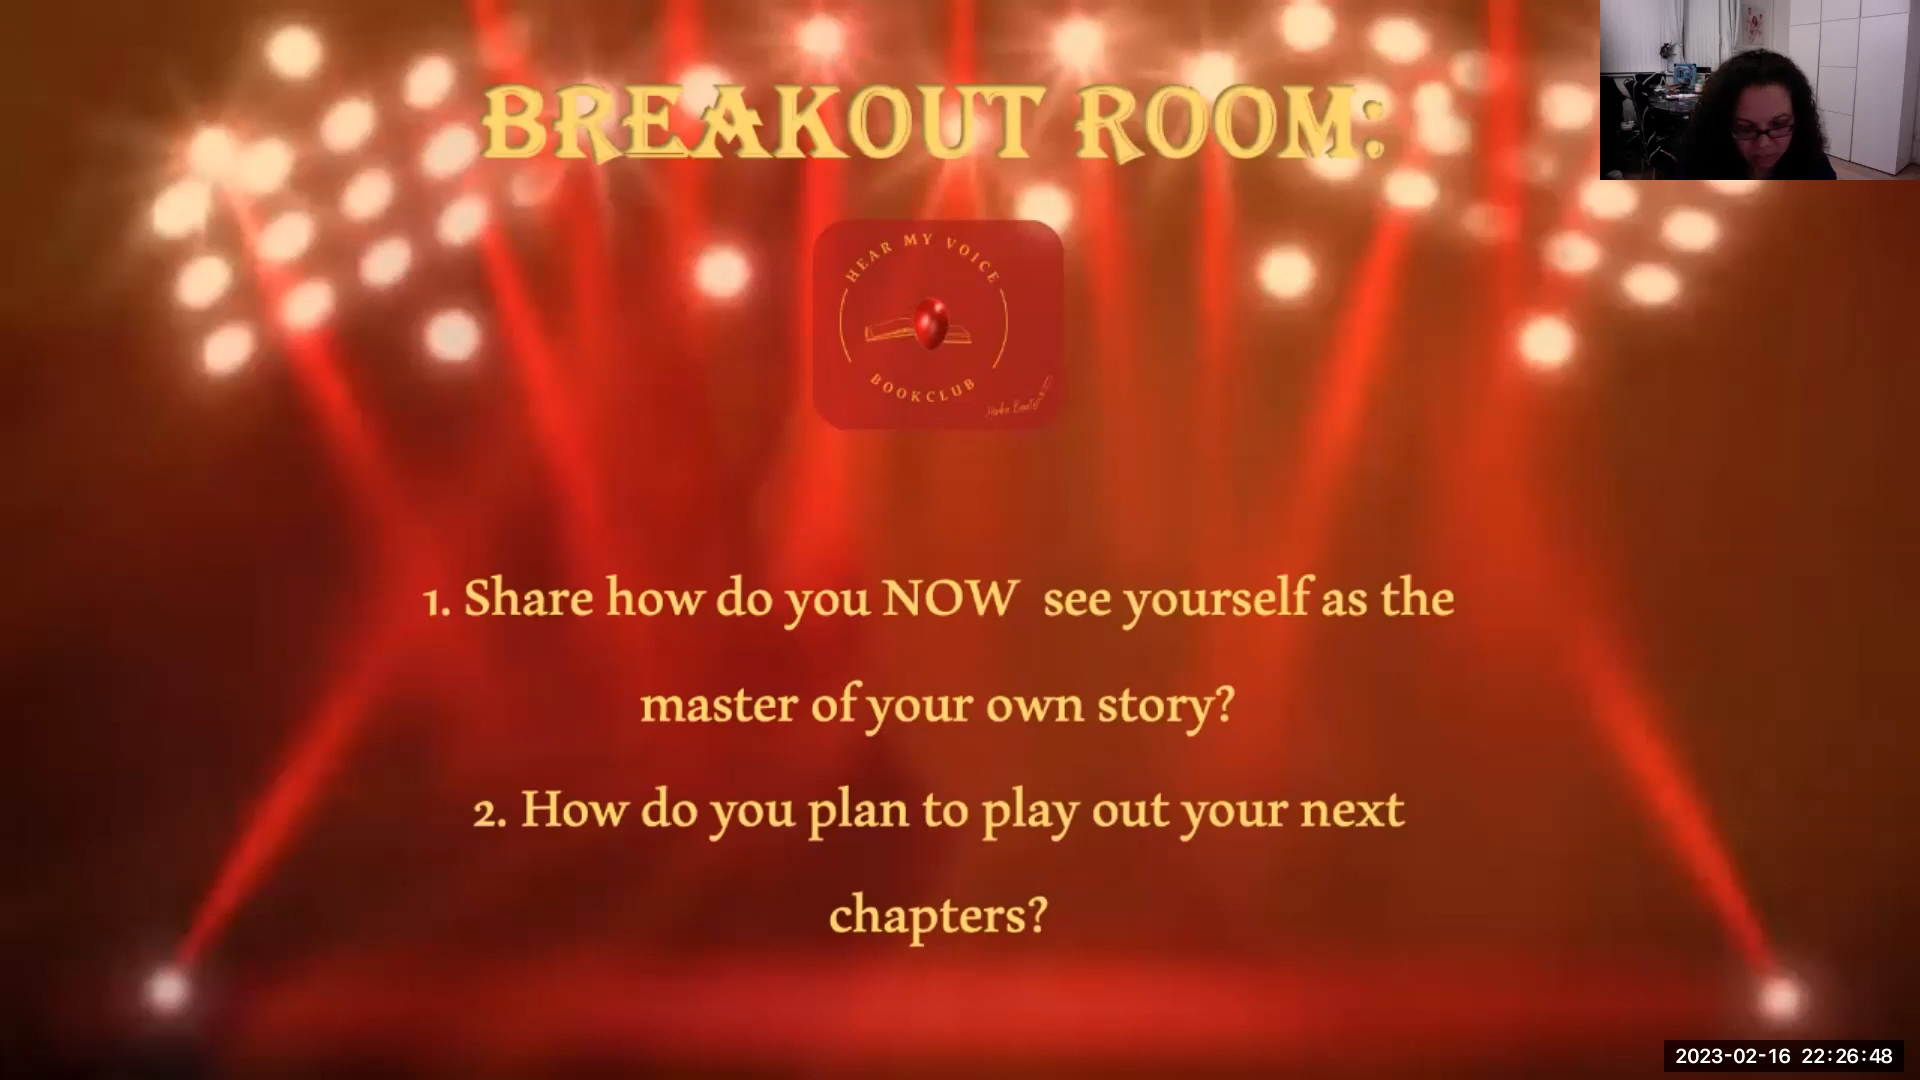 BREAKOUT ROOM:
HEAR MY VOICE
BOOKCLUB
1. Share how do you NOW see yourself as the
master of your own story?
2. How do you plan to play out your next
chapters?
2023-02-16 22:26:48